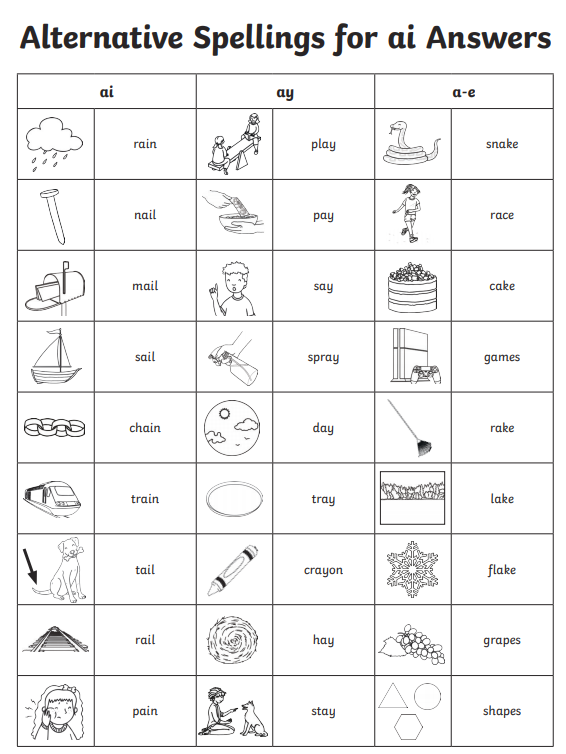 Alternative Spellings for ai Answers
ai ay a-e
rain play snake
nail pay race
mail say cake
sail spray games
chain day rake
train tray lake
tail crayon flake
rail hay grapes
pain stay shapes